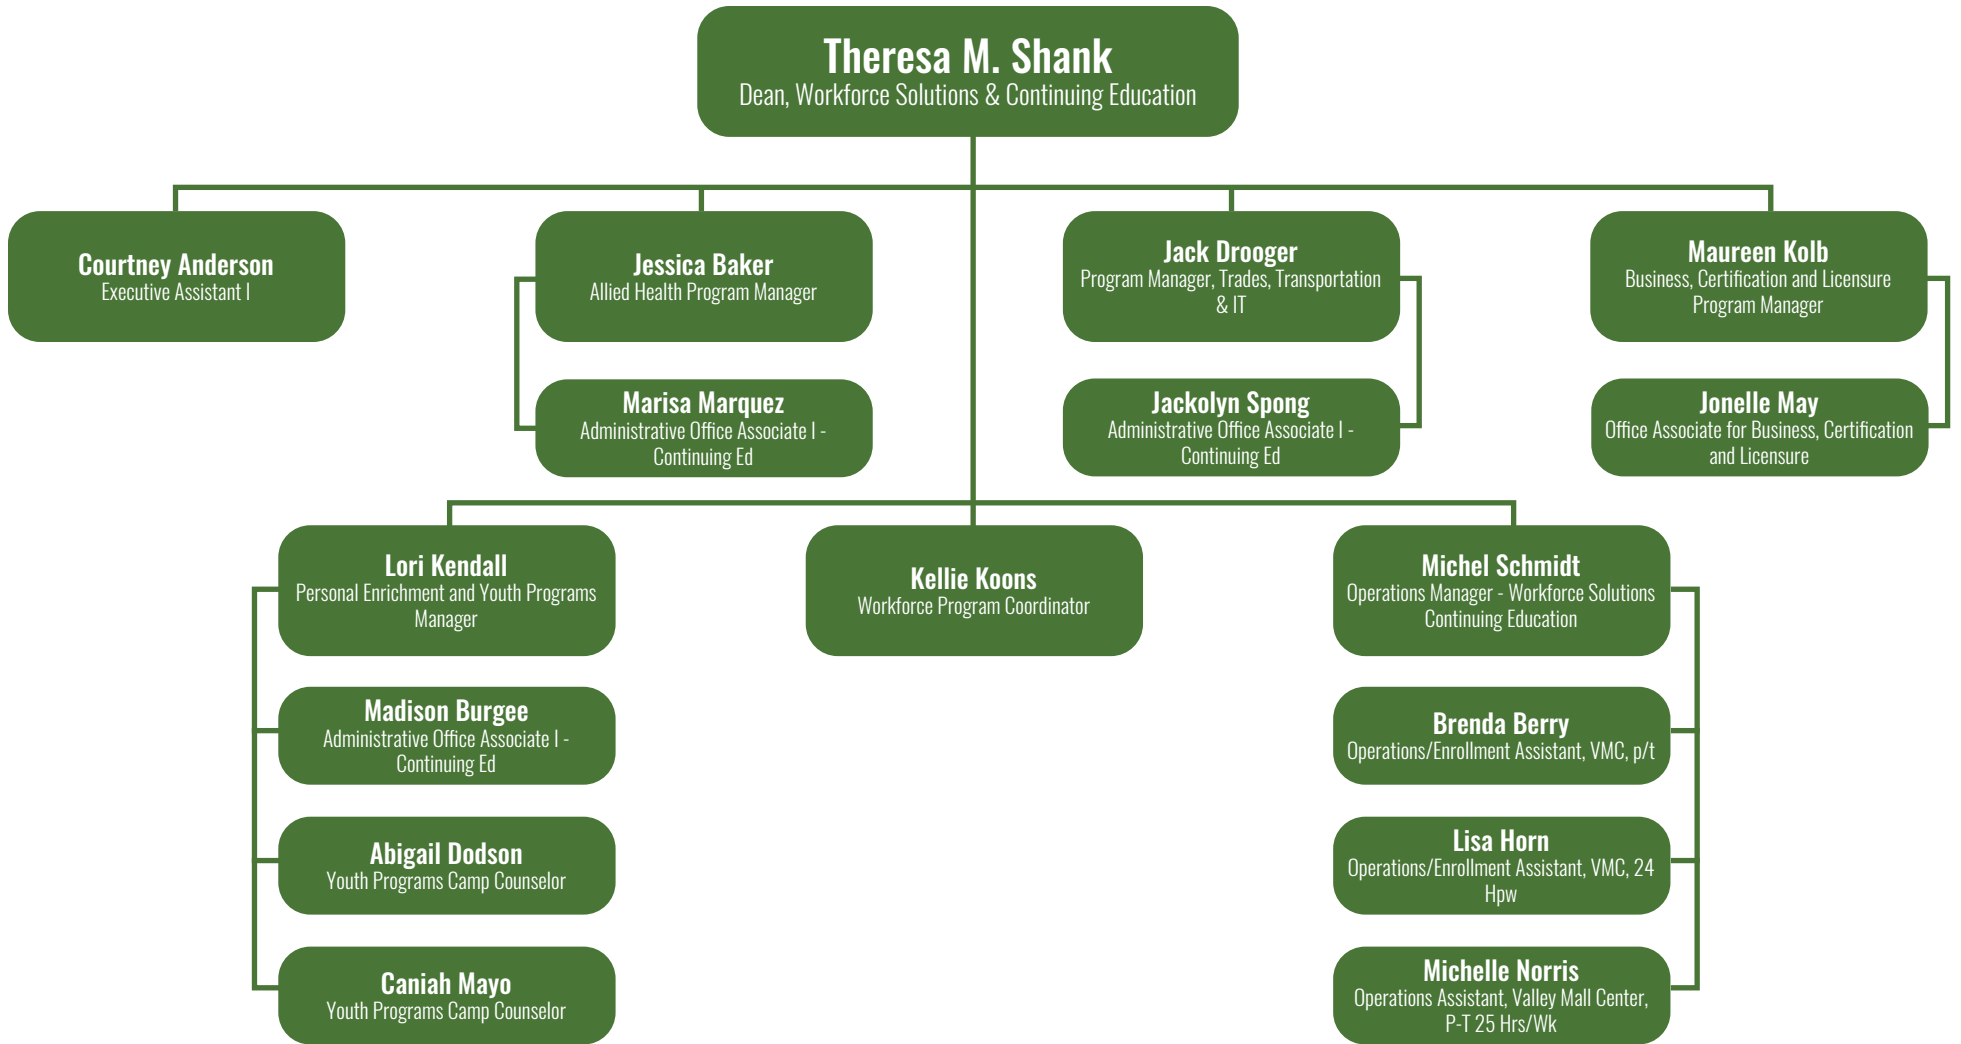 Theresa M. Shank
Dean, Workforce Solutions & Continuing Education
Courtney Anderson
Executive Assistant I
Jessica Baker
Allied Health Program Manager
Jack Drooger
Program Manager, Trades, Transportation
& IT
Maureen Kolb
Business, Certification and Licensure
Program Manager
Marisa Marquez
Administrative Office Associate I -
Continuing Ed
Jackolyn Spong
Administrative Office Associate I -
Continuing Ed
Jonelle May
Office Associate for Business, Certification
and Licensure
Lori Kendall
Personal Enrichment and Youth Programs
Manager
Kellie Koons
Workforce Program Coordinator
Michel Schmidt
Operations Manager - Workforce Solutions
Continuing Education
Madison Burgee
Administrative Office Associate I -
Continuing Ed
Brenda Berry
Operations/Enrollment Assistant, VMC, p/t
Abigail Dodson
Youth Programs Camp Counselor
Lisa Horn
Operations/Enrollment Assistant, VMC, 24
Hpw
Caniah Mayo
Youth Programs Camp Counselor
Michelle Norris
Operations Assistant, Valley Mall Center,
P-T 25 Hrs/Wk